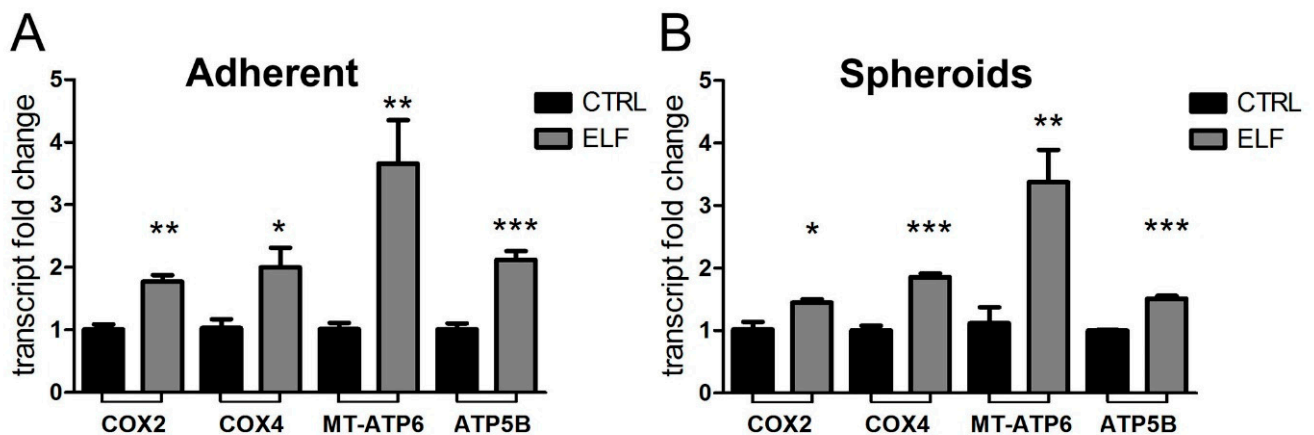 A
Adherent
transcript fold change
5
4
3
2
1
0
**
*
**
***
CTRL
ELF
COX2
COX4
MT-ATP6
ATP5B
B
Spheroids
transcript fold change
5
4
3
2
1
0
*
***
**
***
CTRL
ELF
COX2
COX4
MT-ATP6
ATP5B